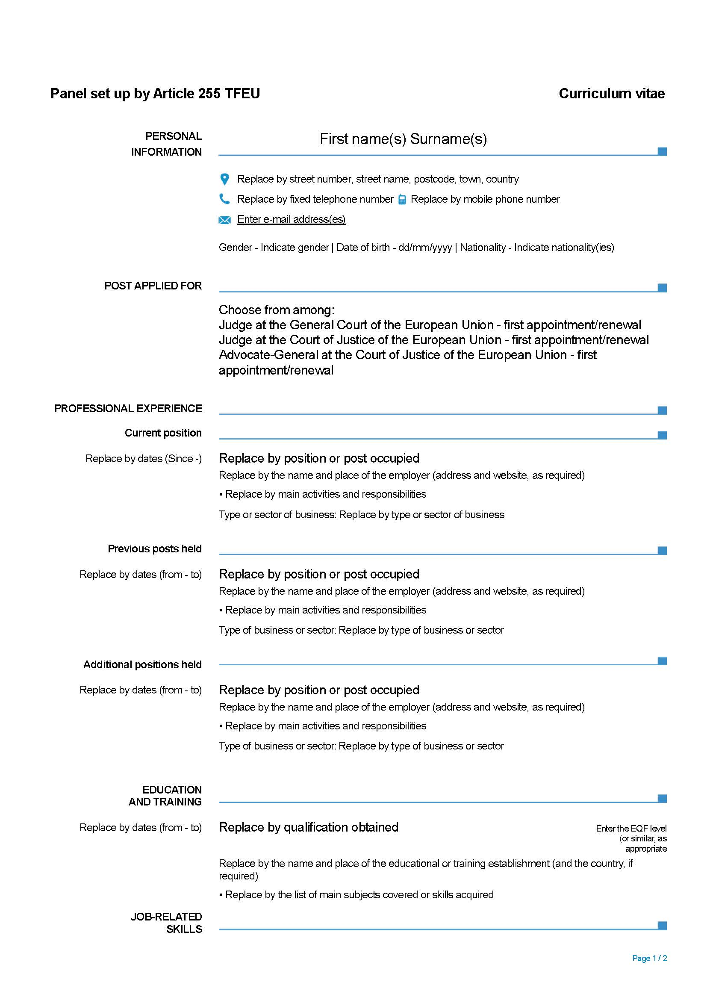 Panel set up by Article 255 TFEU Curriculum vitae
PERSONAL
INFORMATION
First name(s) Surname(s)
Replace by street number, street name, postcode, town, country
Replace by fixed telephone number Replace by mobile phone number
Enter e-mail address(es)
Gender - Indicate gender | Date of birth - dd/mm/yyyy | Nationality - Indicate nationality(ies)
POST APPLIED FOR
Choose from among:
Judge at the General Court of the European Union - first appointment/renewal
Judge at the Court of Justice of the European Union - first appointment/renewal
Advocate-General at the Court of Justice of the European Union - first
appointment/renewal
PROFESSIONAL EXPERIENCE
Current position
Replace by dates (Since -) Replace by position or post occupied
Replace by the name and place of the employer (address and website, as required)
▪ Replace by main activities and responsibilities
Type or sector of business: Replace by type or sector of business
Previous posts held
Replace by dates (from - to) Replace by position or post occupied
Replace by the name and place of the employer (address and website, as required)
▪ Replace by main activities and responsibilities
Type of business or sector: Replace by type of business or sector
Additional positions held
Replace by dates (from - to) Replace by position or post occupied
Replace by the name and place of the employer (address and website, as required)
▪ Replace by main activities and responsibilities
Type of business or sector: Replace by type of business or sector
EDUCATION
AND TRAINING
Replace by dates (from - to) Replace by qualification obtained
Enter the EQF level
(or similar, as
appropriate
Replace by the name and place of the educational or training establishment (and the country, if
required)
▪ Replace by the list of main subjects covered or skills acquired
JOB-RELATED
SKILLS
Page 1 / 2